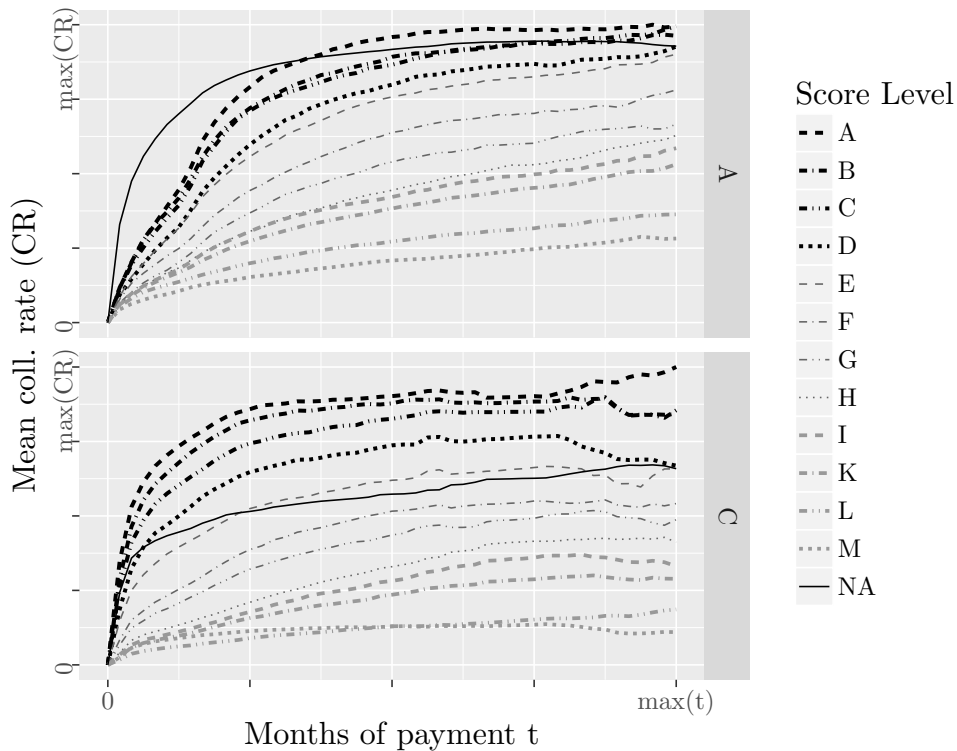 Mean coll. rate (CR)
max(CR)
0
A
max(CR)
0
C
0
max(t)
Months of payment t
Score Level
A
B
C
D
E
F
G
H
I
K
L
M
NA